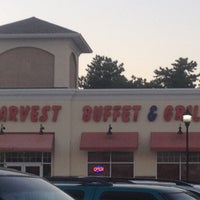 ARVEST BUFFET & GRIL
OPEN